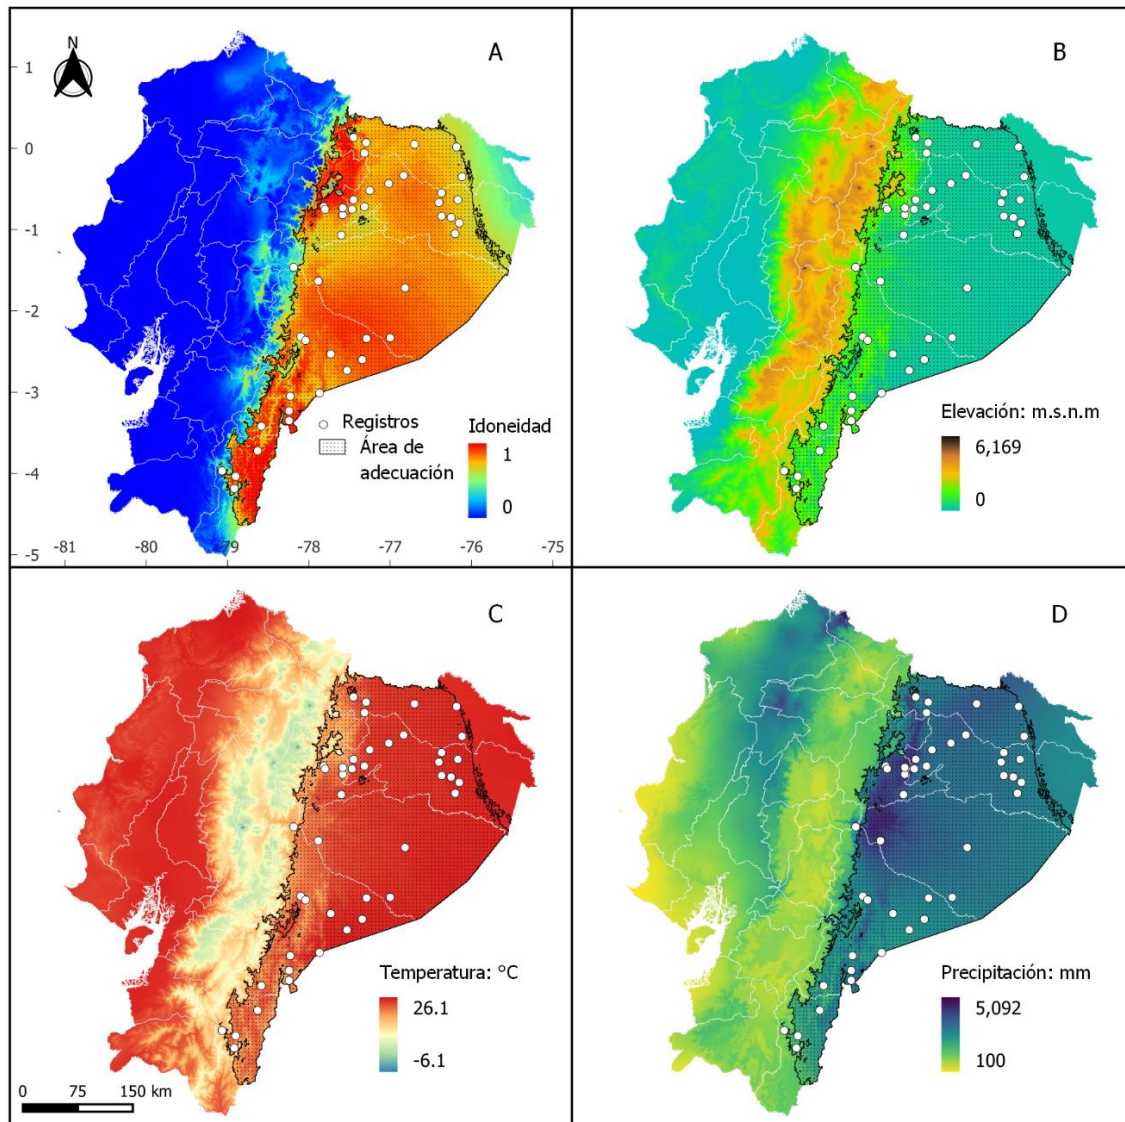 N
A
1
0
-1
-2
-3
-4
-5
-81
-80
-79
-78
-77
-76
-75
Registros
Área de
adecuación
Idoneidad
1
0
B
Elevación: m.s.n.m
6,169
0
C
Temperatura: °C
26.1
-6.1
0 75 150 km
D
Precipitación: mm
5,092
100